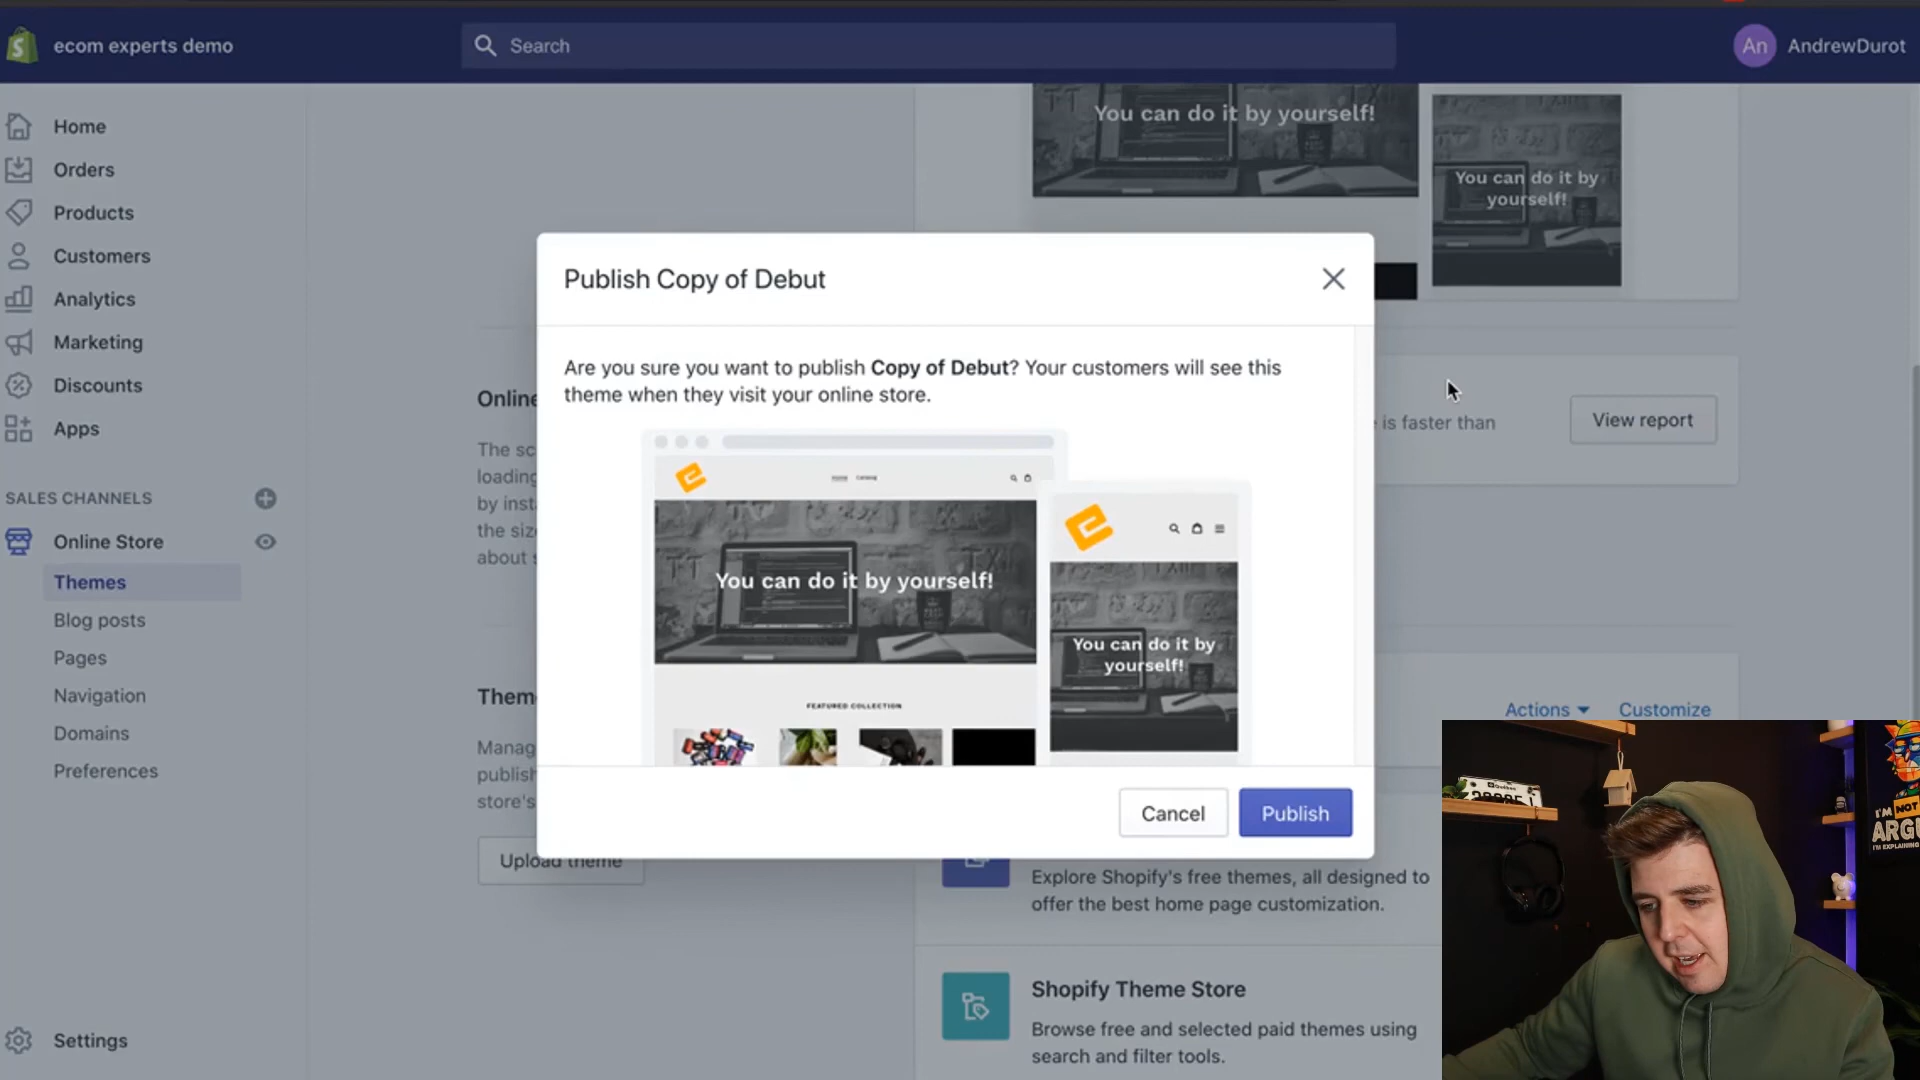 ecom experts demo
Search
An
AndrewDurot
Home
Orders
Products
Customers
Analytics
Marketing
Discounts
Apps
SALES CHANNELS
Online Store
Themes
Blog posts
Pages
Navigation
Domains
Preferences
Settings
You can do it by yourself!
You can do it by
yourself!
Online
The sc
loading
by inst
the siz
about s
is faster than
View report
Them
Manag
publish
store's
Upload theme
Actions
Customize
Publish Copy of Debut
Are you sure you want to publish Copy of Debut? Your customers will see this
theme when they visit your online store.
Home Catalog
You can do it by yourself!
FEATURED COLLECTION
You can do it by
yourself!
Cancel
Publish
Explore Shopify's free themes, all designed to
offer the best home page customization.
Shopify Theme Store
Browse free and selected paid themes using
search and filter tools.
I'M NOT
ARGU
I'M EXPLAINING